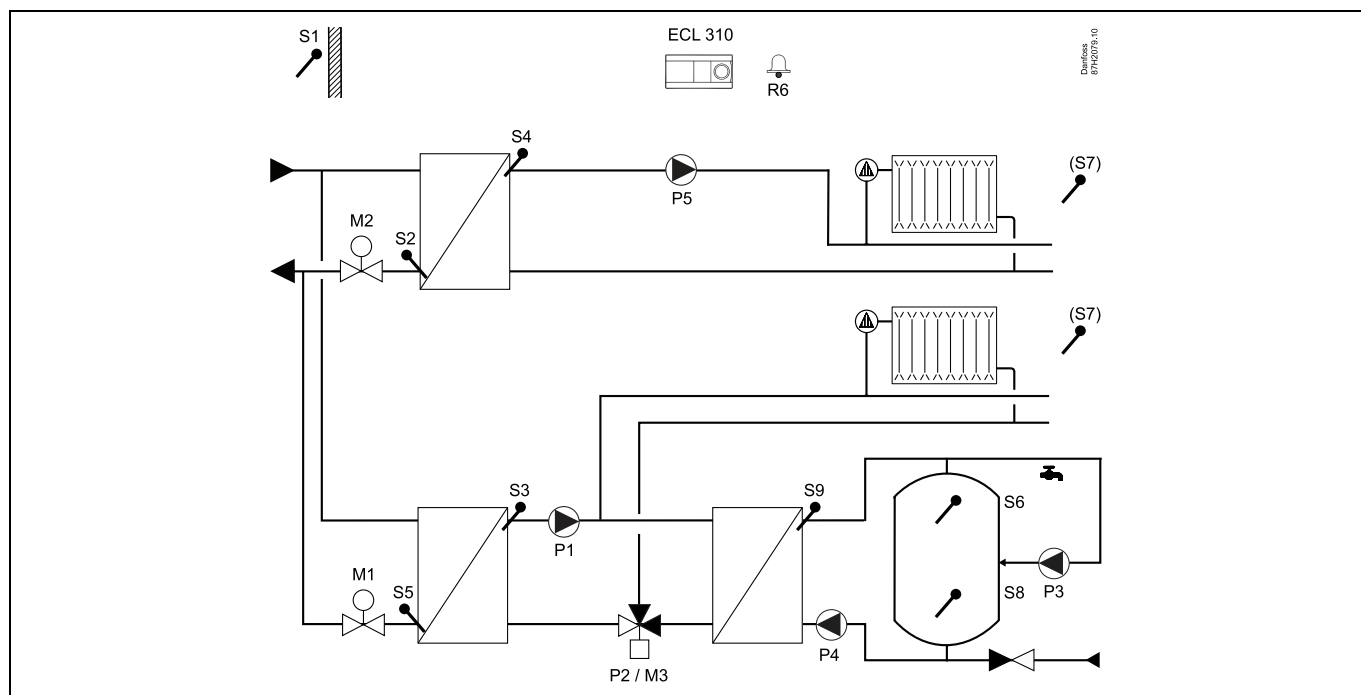 S1
ECL 310
R6
Danfoss
87H2079.10
S4
P5
(S7)
M2
S2
(S7)
S3
P1
S9
S6
M1
S5
P2 / M3
P4
S8
P3